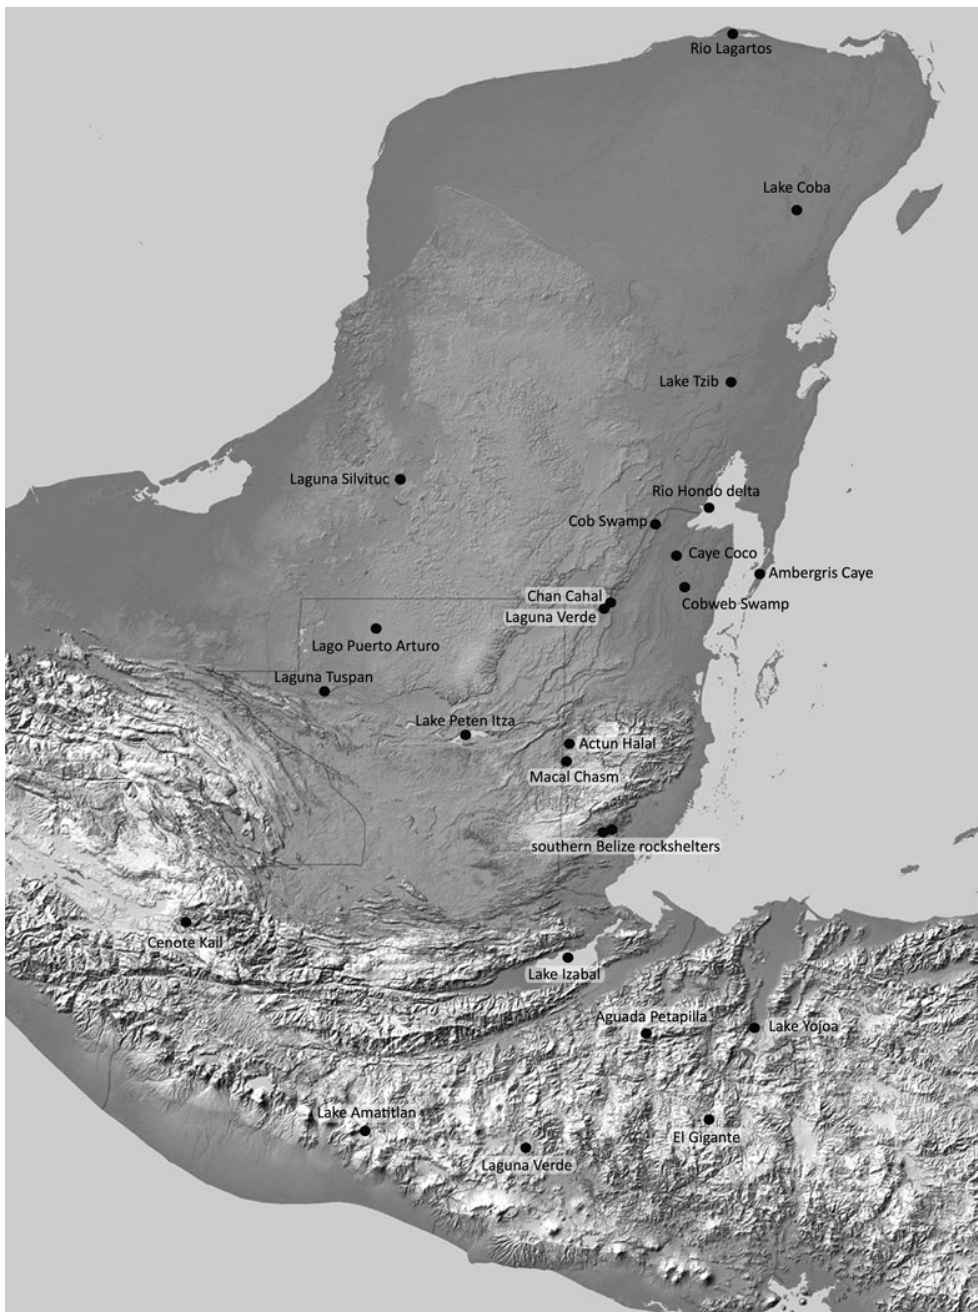 Rio Lagartos
Lake Coba
Lake Tzib
Laguna Silvituc
Rio Hondo delta
Cob Swamp
Caye Coco
Ambergris Caye
Chan Cahal
Cobweb Swamp
Laguna Verde
Lago Puerto Arturo
Laguna Tuspan
Lake Peten Itza
Actun Halal
Macal Chasm
southern Belize rockshelters
Cenote Kail
Lake Izabal
Aguada Petapilla
Lake Yojoa
Lake Amatitlan
El Gigante
Laguna Verde